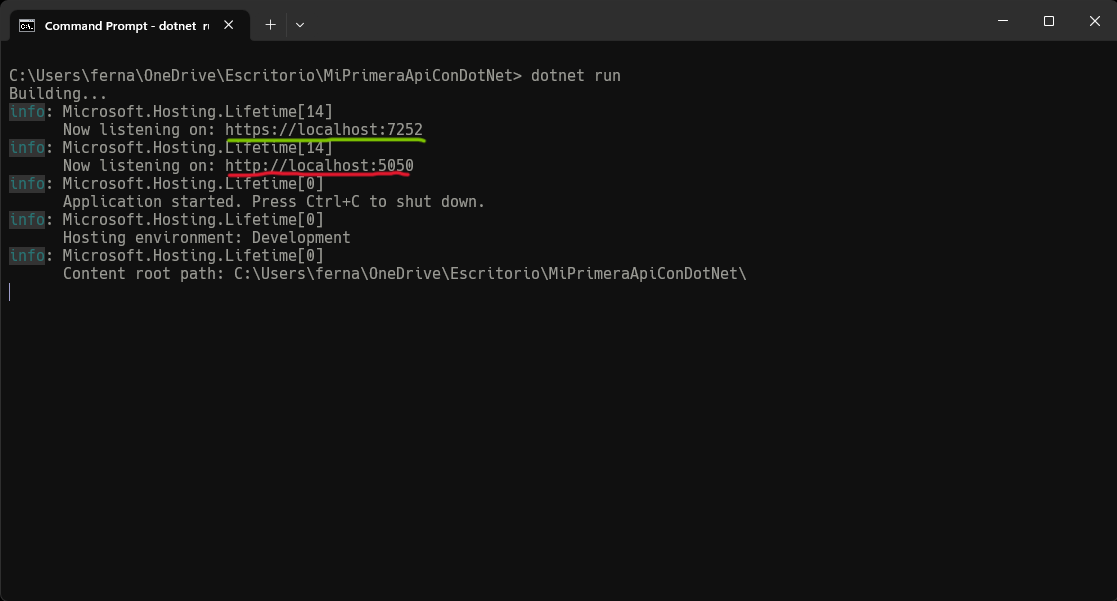 Command Prompt - dotnet r
C:\Users\ferna\OneDrive\Escritorio\MiPrimeraApiConDotNet> dotnet run
Building...
info: Microsoft.Hosting.Lifetime[14]
Now listening on: https://localhost:7252
info: Microsoft.Hosting.Lifetime[14]
Now listening on: http://localhost:5050
info: Microsoft.Hosting.Lifetime[0]
Application started. Press Ctrl+C to shut down.
info: Microsoft.Hosting.Lifetime[0]
Hosting environment: Development
info: Microsoft.Hosting.Lifetime[0]
Content root path: C:\Users\ferna\OneDrive\Escritorio\MiPrimeraApiConDotNet\